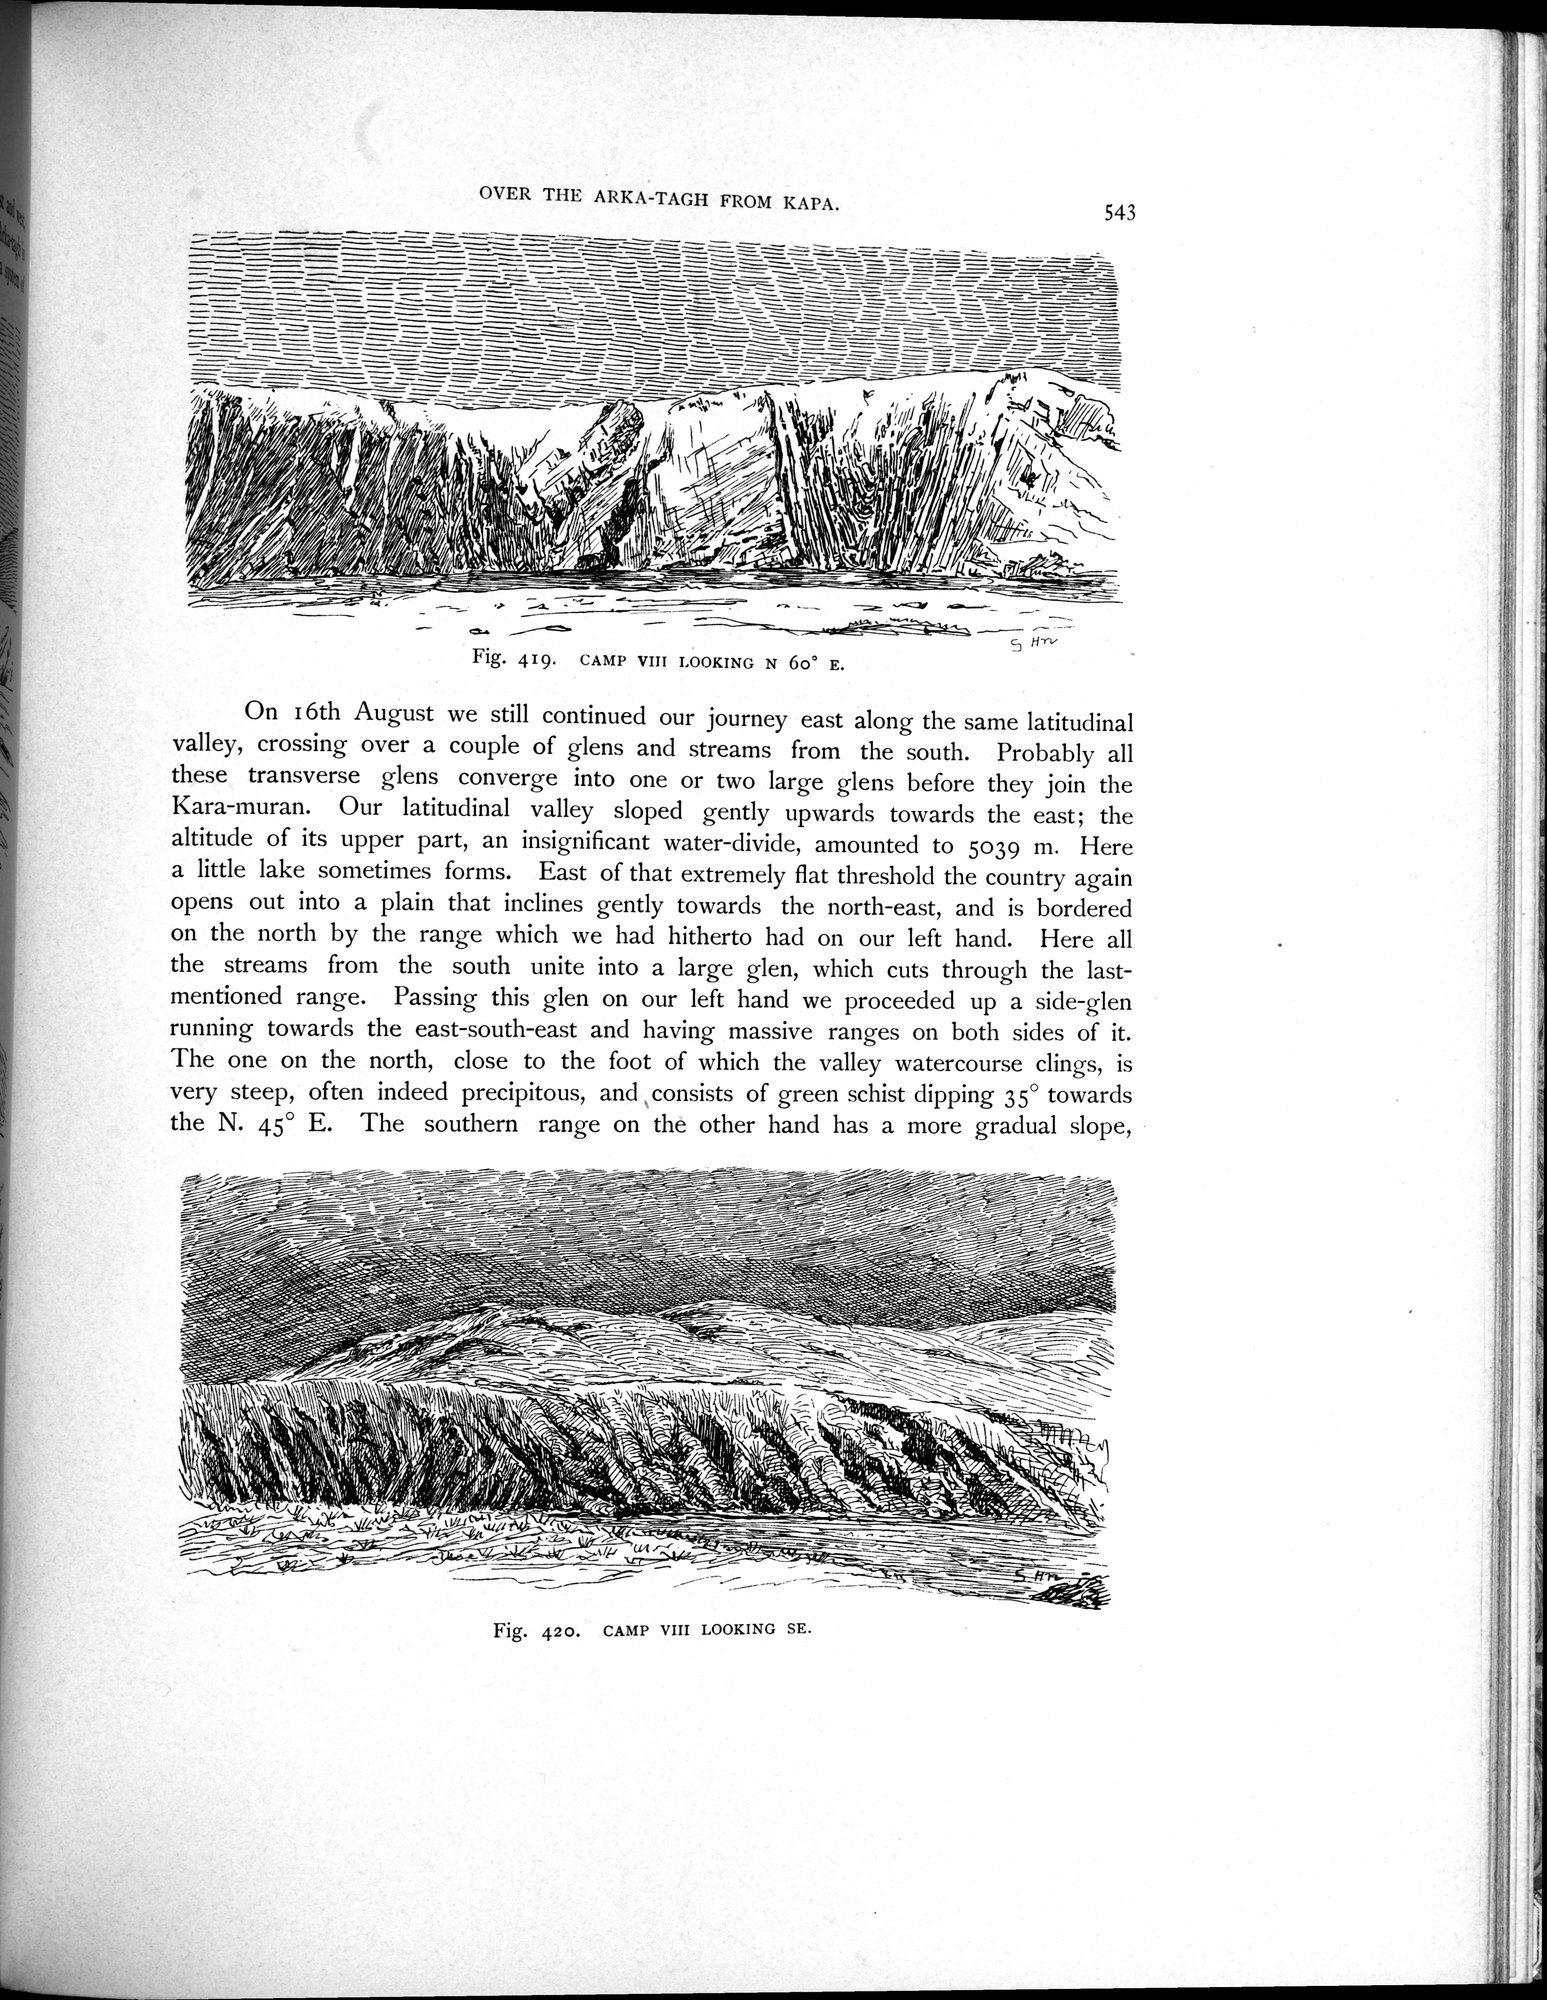 OVER THE ARKA-TAGH FROM KAPA.
543
S Hn
Fig. 419. CAMP VIII LOOKING N 60° E.
On 16th August we still continued our journey east along the same latitudinal
valley, crossing over a couple of glens and streams from the south. Probably all
these transverse glens converge into one or two large glens before they join the
Kara-muran. Our latitudinal valley sloped gently upwards towards the east; the
altitude of its upper part, an insignificant water-divide, amounted to 5039 m. Here
a little lake sometimes forms. East of that extremely flat threshold the country again
opens out into a plain that inclines gently towards the north-east, and is bordered
on the north by the range which we had hitherto had on our left hand. Here all
the streams from the south unite into a large glen, which cuts through the last-
mentioned range. Passing this glen on our left hand we proceeded up a side-glen
running towards the east-south-east and having massive ranges on both sides of it.
The one on the north, close to the foot of which the valley watercourse clings, is
very steep, often indeed precipitous, and consists of green schist dipping 35° towards
the N. 45° E. The southern range on the other hand has a more gradual slope,
S Hn
Fig. 420. CAMP VIII LOOKING SE.